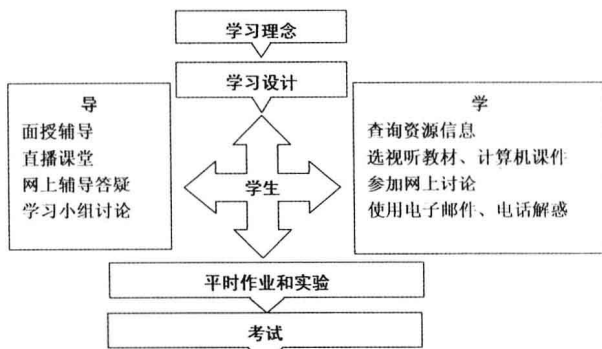 学习理念
学习设计
导
面授辅导
直播课堂
网上辅导答疑
学习小组讨论
学生
学
查询资源信息
选视听教材、计算机课件
参加网上讨论
使用电子邮件、电话解惑
平时作业和实验
考试